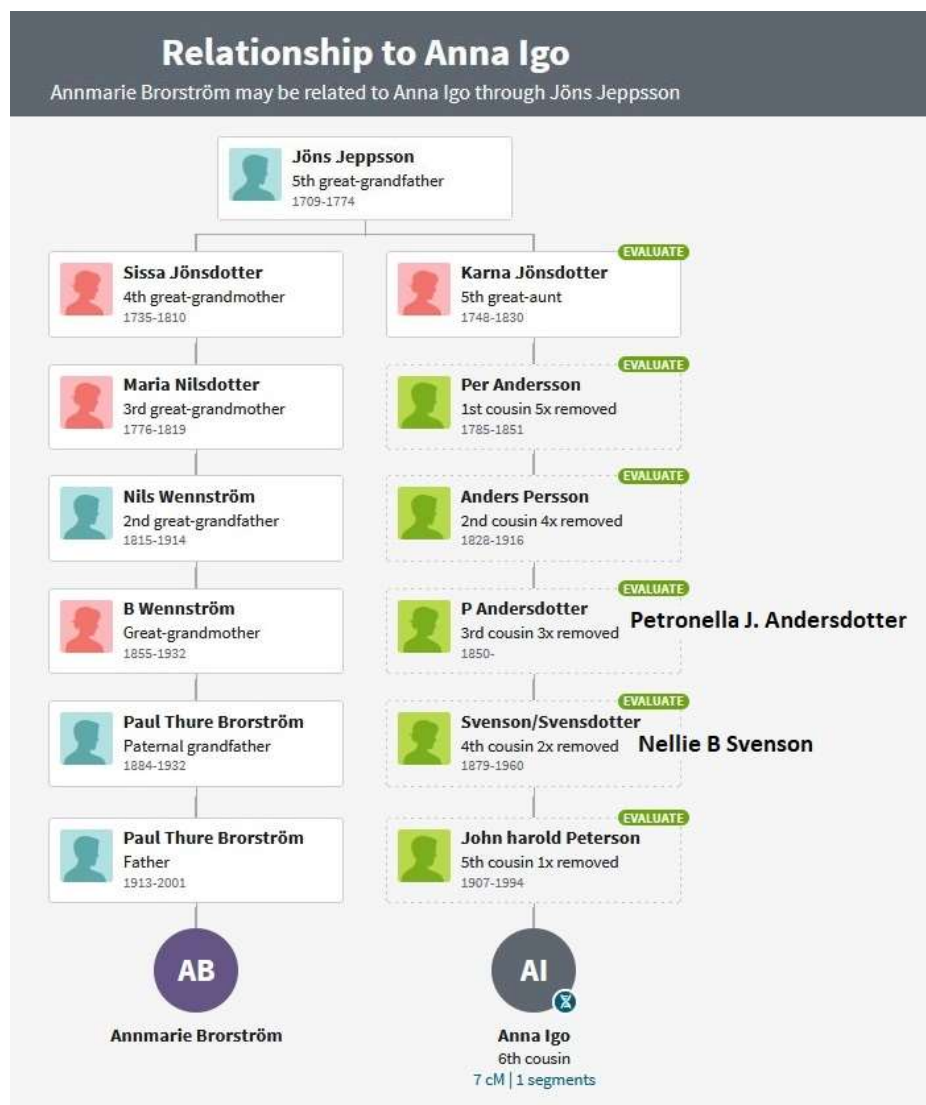 Relationship to Anna Igo
Annmarie Brorström may be related to Anna Igo through Jöns Jeppsson
Jöns Jeppsson
5th great-grandfather
1709-1774
Sissa Jönsdotter
4th great-grandmother
1735-1810
EVALUATE
Karna Jönsdotter
5th great-aunt
1748-1830
Maria Nilsdotter
3rd great-grandmother
1776-1819
EVALUATE
Per Andersson
1st cousin 5x removed
1785-1851
Nils Wennström
2nd great-grandfather
1815-1914
EVALUATE
Anders Persson
2nd cousin 4x removed
1828-1916
B Wennström
Great-grandmother
1855-1932
EVALUATE
P Andersdotter
3rd cousin 3x removed
1850-
Petronella J. Andersdotter
Paul Thure Brorström
Paternal grandfather
1884-1932
EVALUATE
Svenson/Svensdotter
4th cousin 2x removed
1879-1960
Nellie B Svenson
Paul Thure Brorström
Father
1913-2001
EVALUATE
John harold Peterson
5th cousin 1x removed
1907-1994
AB
Annmarie Brorström
AI
Anna Igo
6th cousin
7 cM | 1 segments